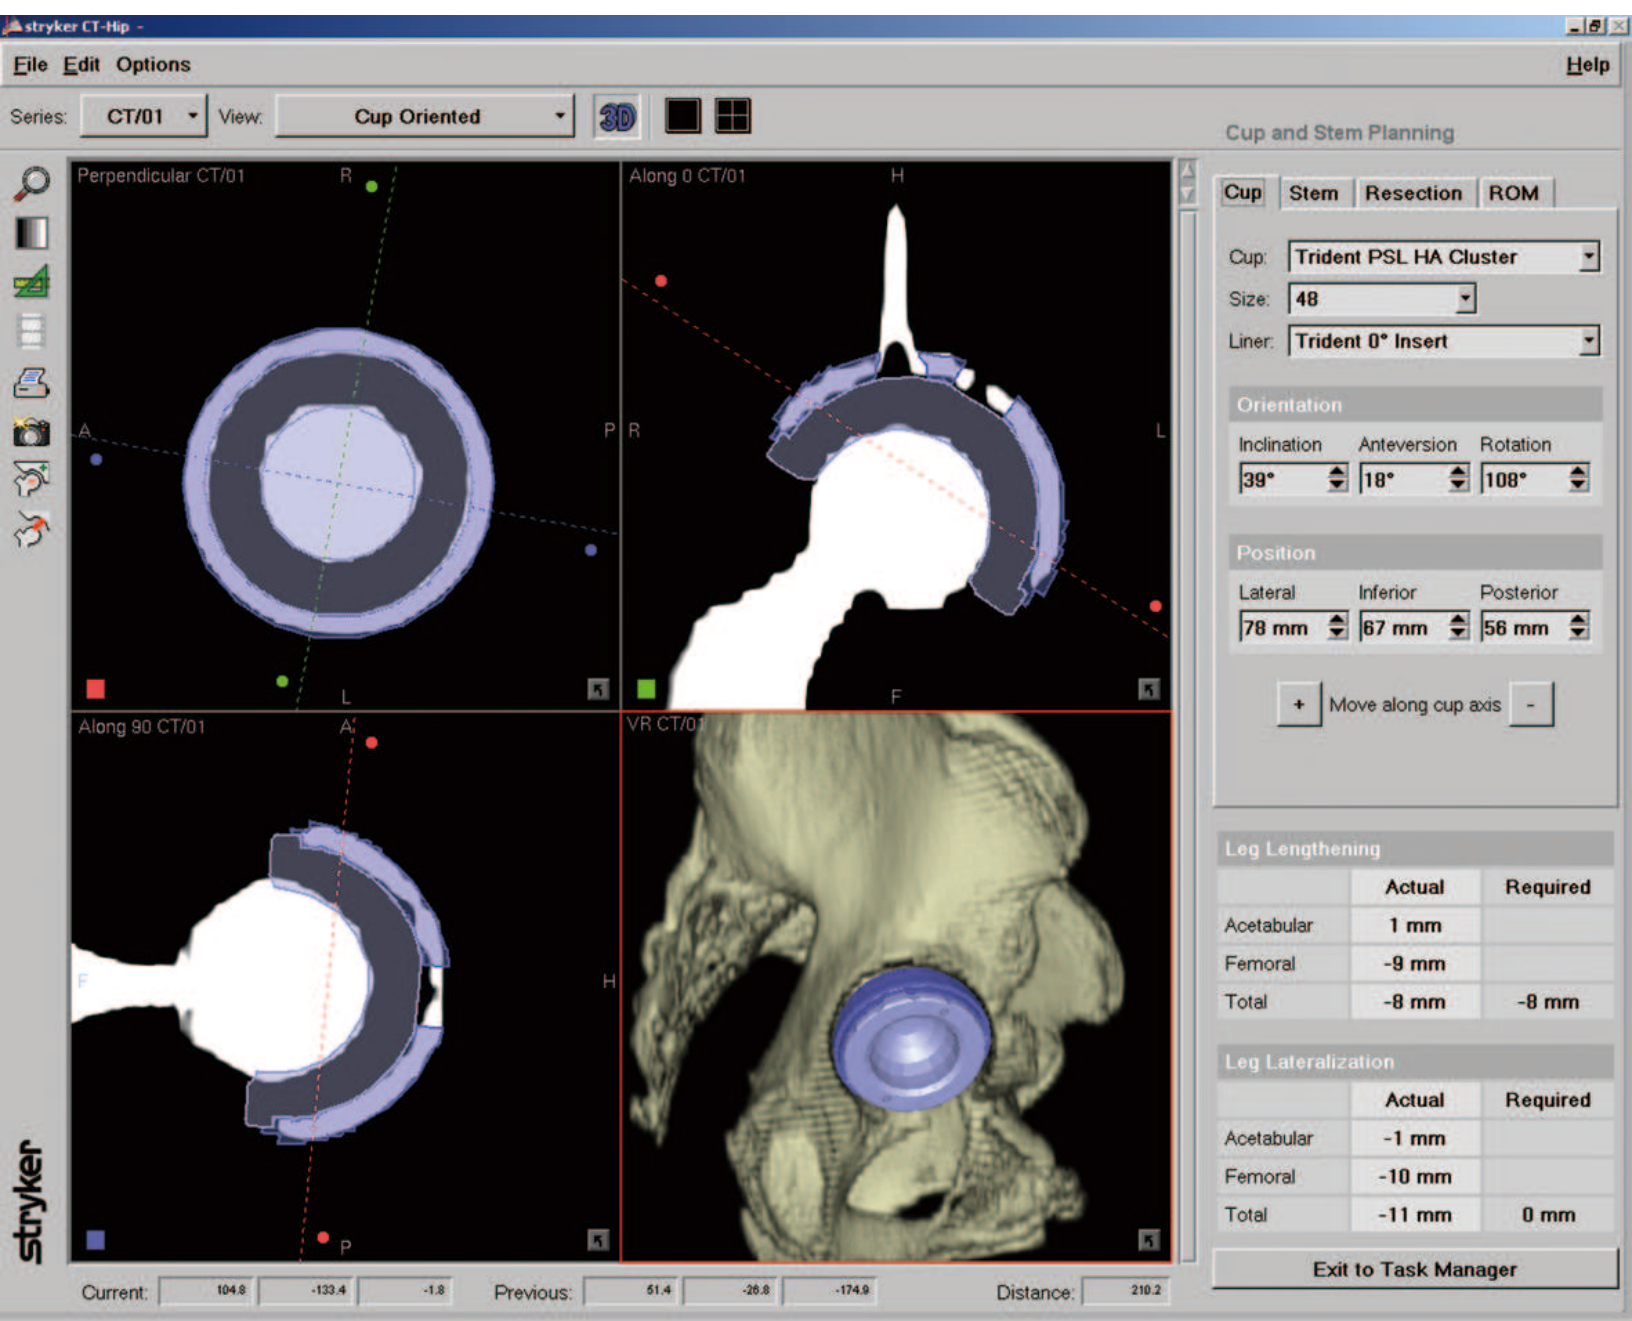 stryker CT-Hip -
File Edit Options Help
Series: CT/01 View: Cup Oriented 3D
Cup and Stem Planning
Perpendicular CT/01 R
A P
L
Along 0 CT/01 H
R L
F
Along 90 CT/01 A
F H
P
VR CT/01
Cup Stem Resection ROM
Cup: Trident PSL HA Cluster
Size: 48
Liner: Trident 0° Insert
Orientation
Inclination Anteversion Rotation
39° 18° 108°
Position
Lateral Inferior Posterior
78 mm 67 mm 56 mm
+ Move along cup axis -
Leg Lengthening
Actual Required
Acetabular 1 mm
Femoral -9 mm
Total -8 mm -8 mm
Leg Lateralization
Actual Required
Acetabular -1 mm
Femoral -10 mm
Total -11 mm 0 mm
Exit to Task Manager
stryker
Current: 104.8 -133.4 -1.8 Previous: 51.4 -26.8 -174.9 Distance: 210.2